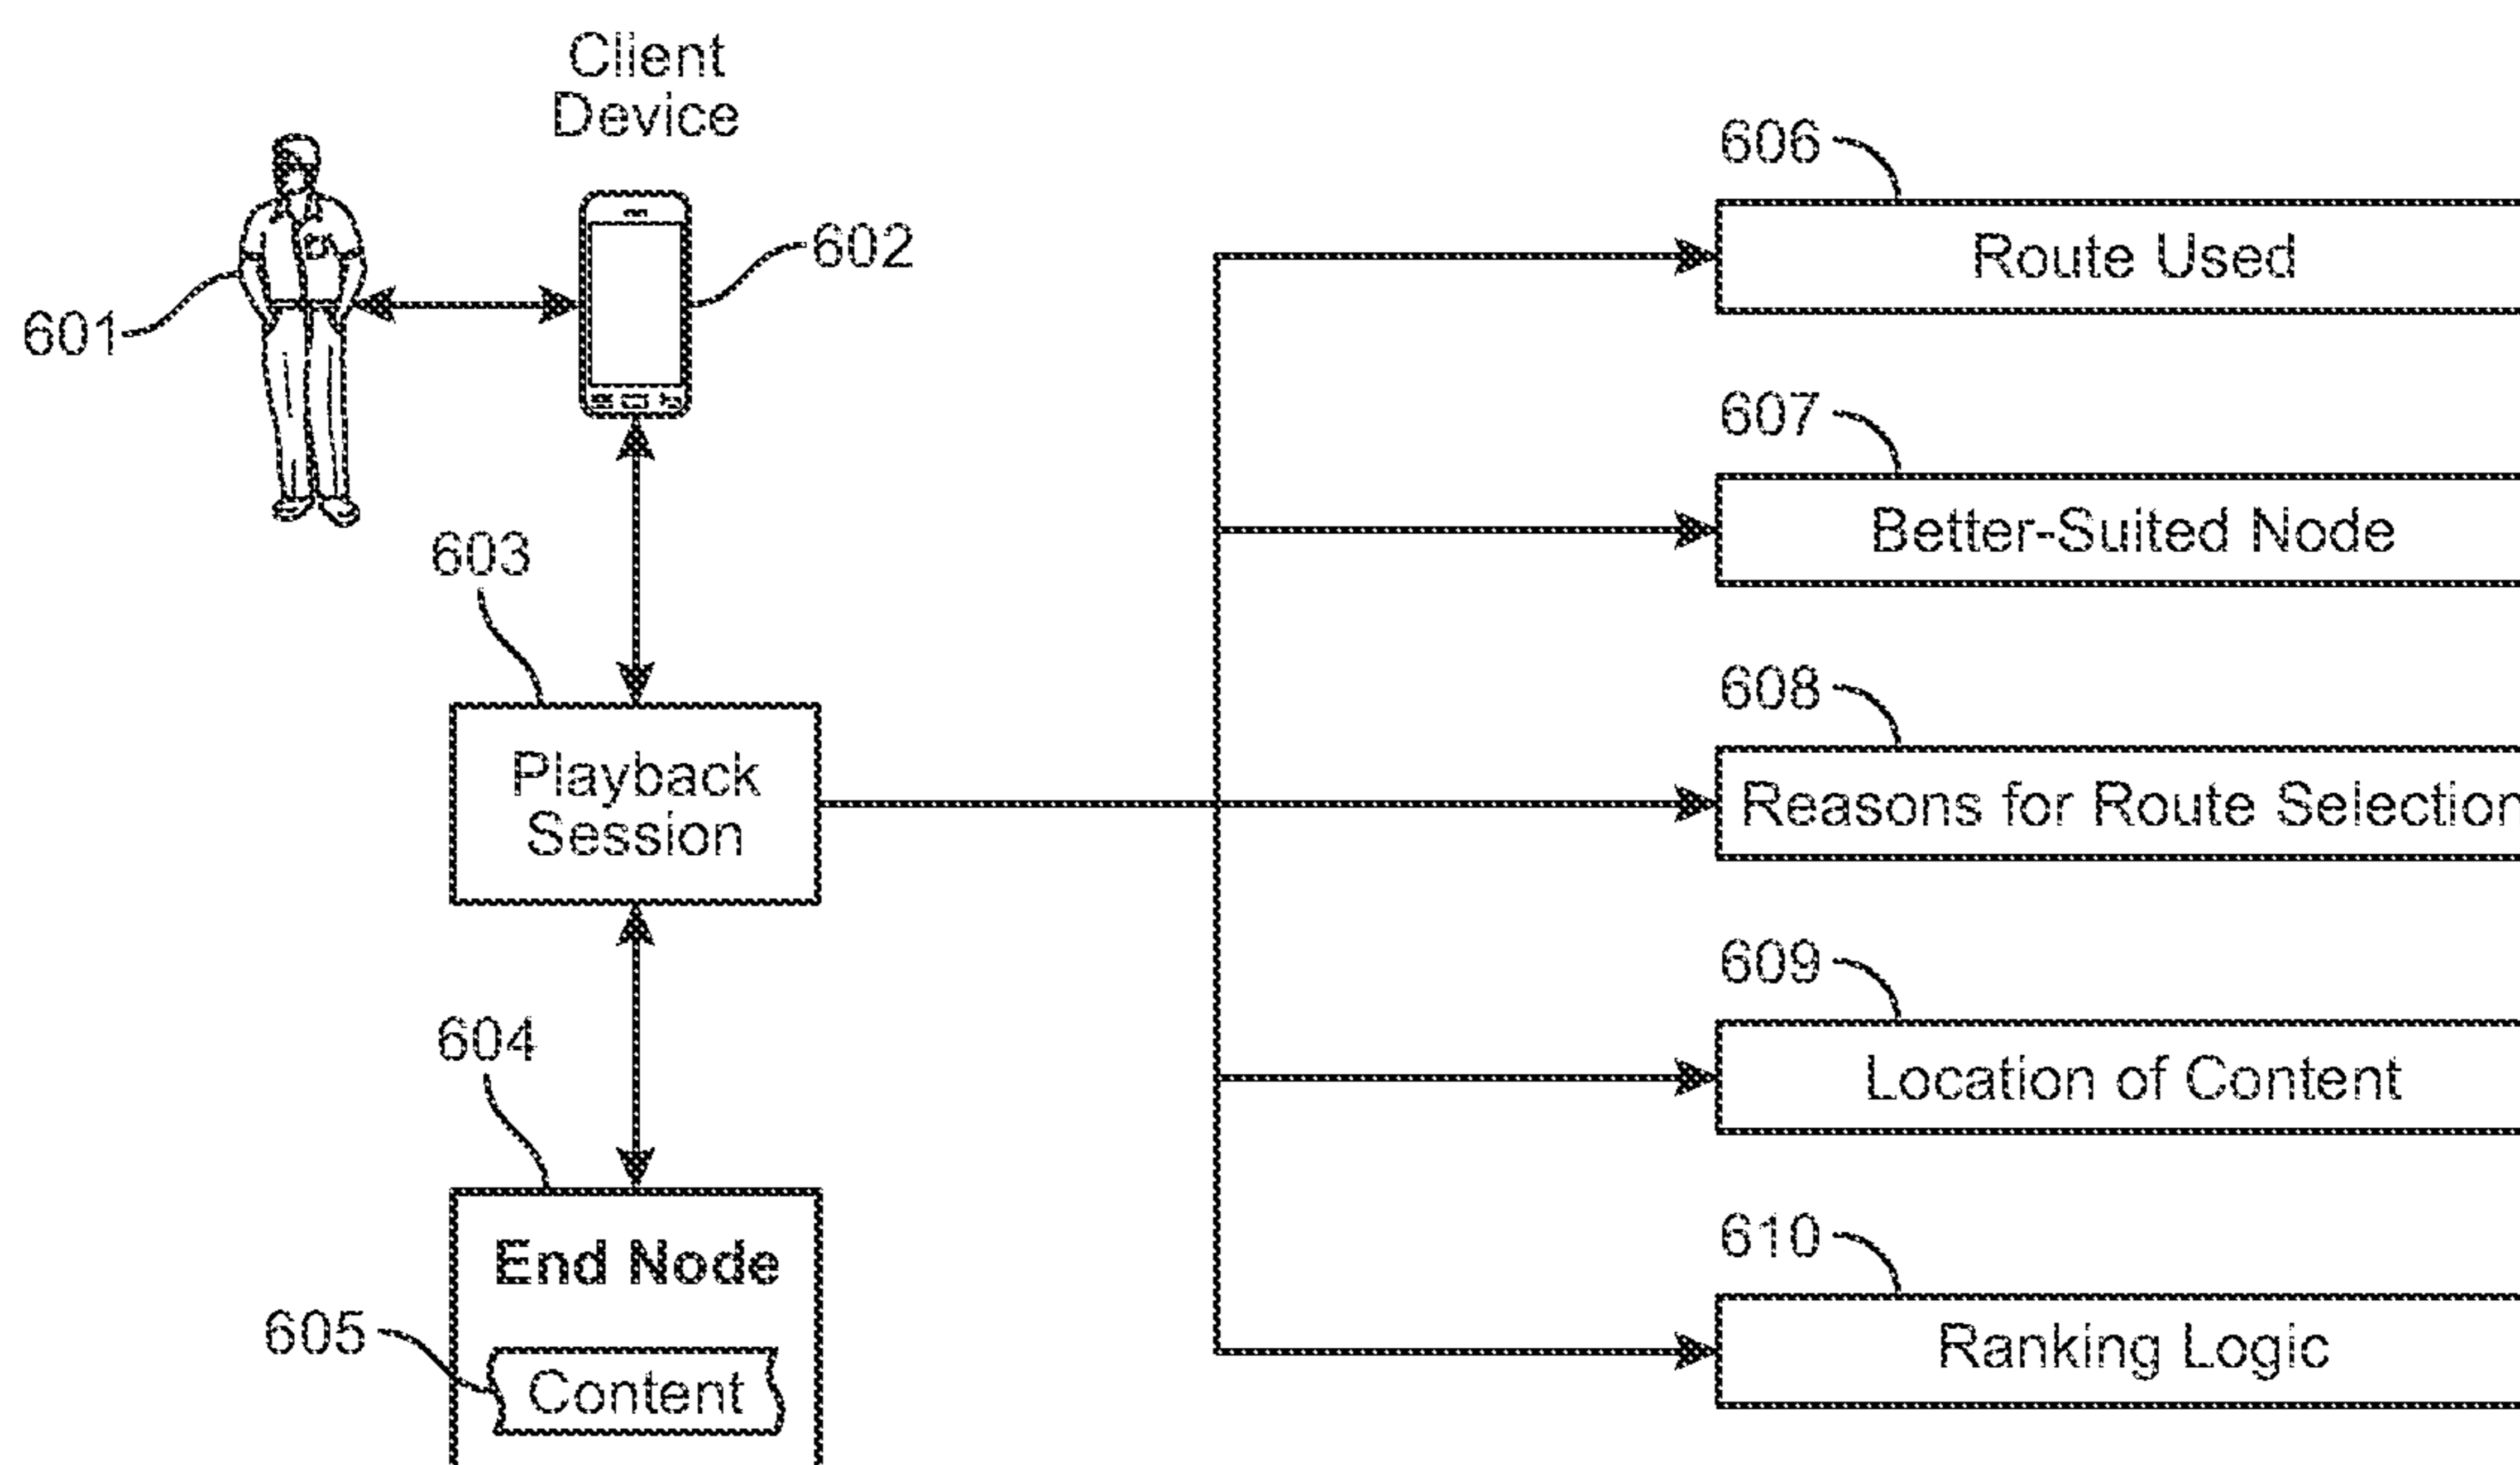 Client
Device
601
602
603
Playback
Session
604
End Node
605
Content
606
Route Used
607
Better-Suited Node
608
Reasons for Route Selection
609
Location of Content
610
Ranking Logic